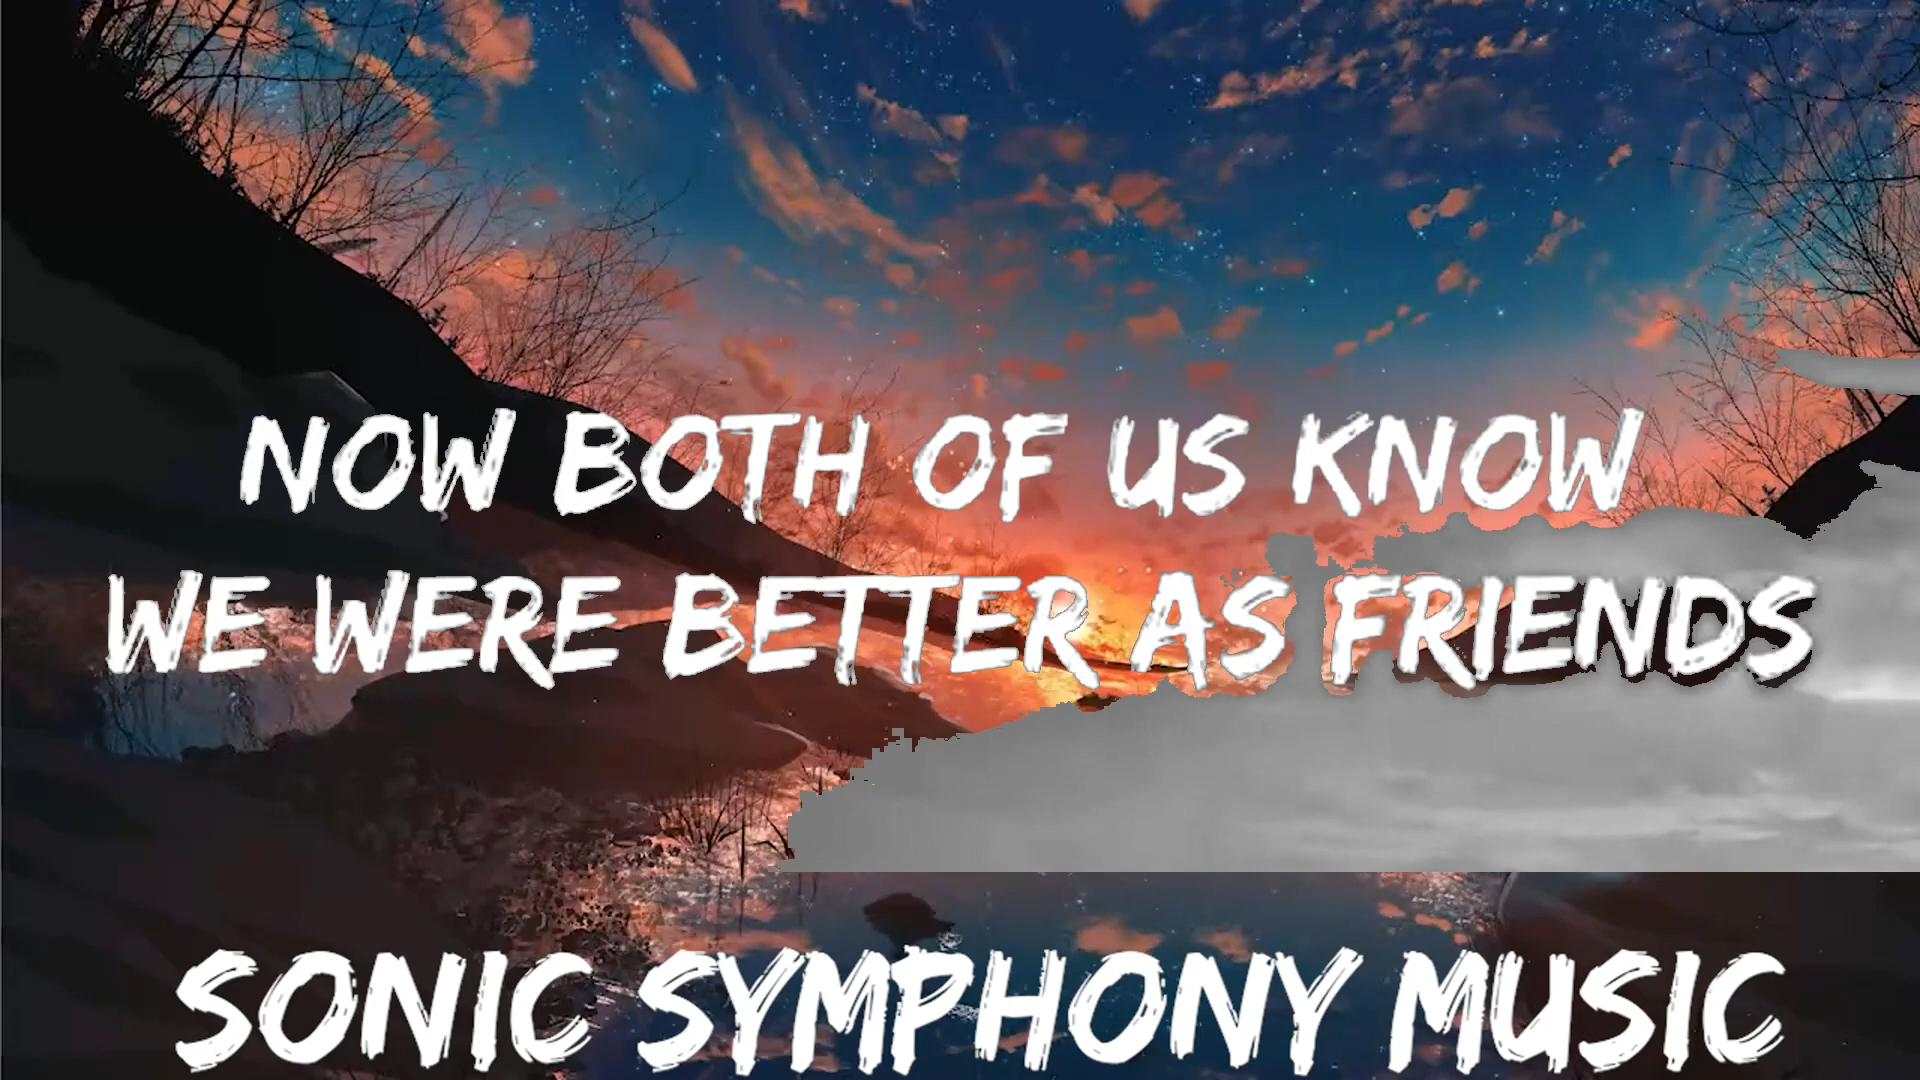 NOW BOTH OF US KNOW
WE WERE BETTER AS FRIENDS
SONIC SYMPHONY MUSIC